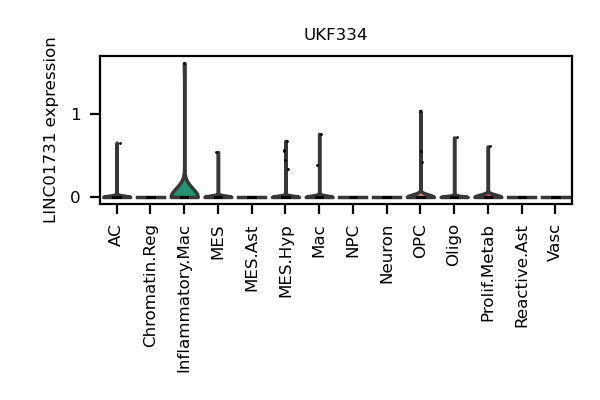 UKF334
LINC01731 expression
1
0
AC
Chromatin.Reg
Inflammatory.Mac
MES
MES.Ast
MES.Hyp
Mac
NPC
Neuron
OPC
Oligo
Prolif.Metab
Reactive.Ast
Vasc